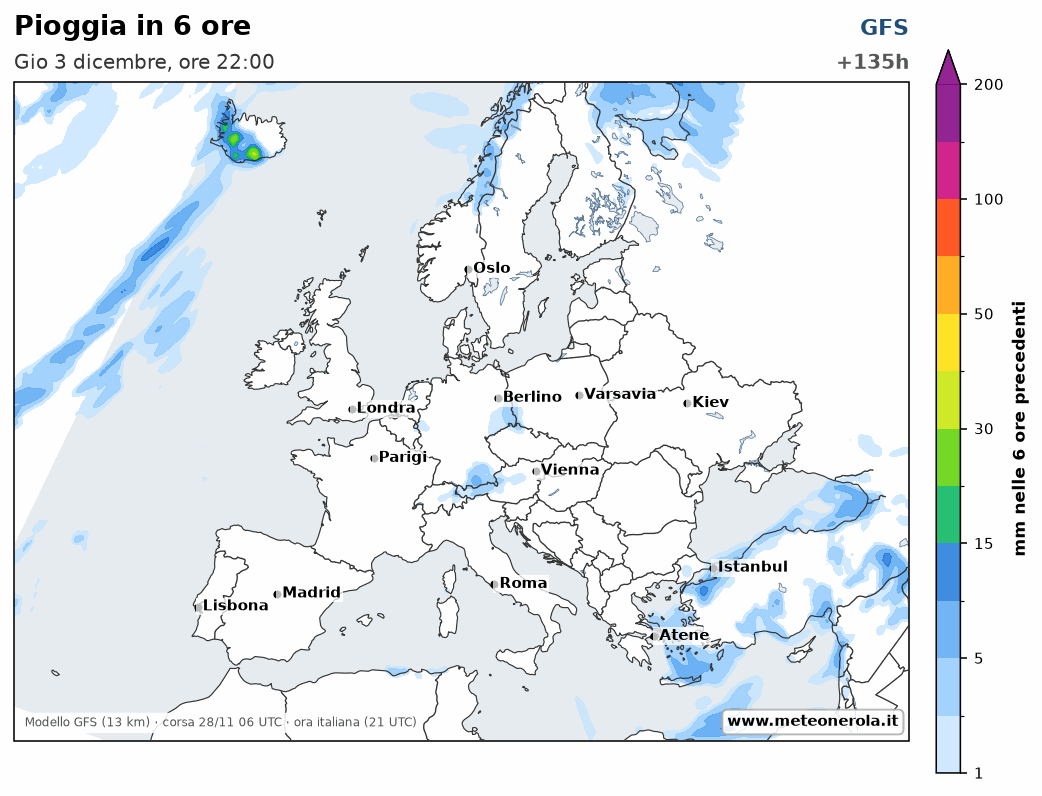 Pioggia in 6 ore
GFS
Gio 3 dicembre, ore 22:00
+135h
200
100
50
30
15
5
1
mm nelle 6 ore precedenti
Oslo
Berlino
Varsavia
Kiev
Londra
Parigi
Vienna
Istanbul
Roma
Madrid
Lisbona
Atene
Modello GFS (13 km) · corsa 28/11 06 UTC · ora italiana (21 UTC)
www.meteonerola.it